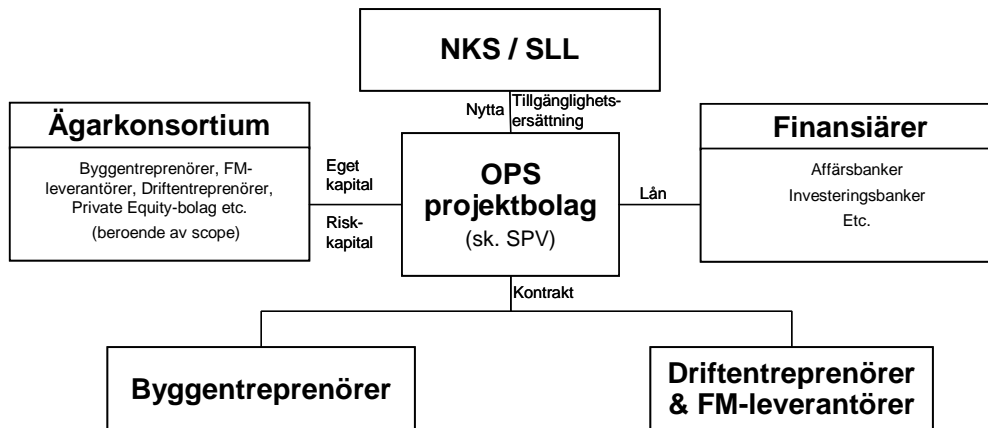 NKS / SLL
Nytta
Tillgänglighets-
ersättning
Ägarkonsortium
Byggentreprenörer, FM-
leverantörer, Driftentreprenörer,
Private Equity-bolag etc.
(beroende av scope)
Eget
kapital
Risk-
kapital
OPS
projektbolag
(sk. SPV)
Lån
Finansiärer
Affärsbanker
Investeringsbanker
Etc.
Kontrakt
Byggentreprenörer
Driftentreprenörer
& FM-leverantörer